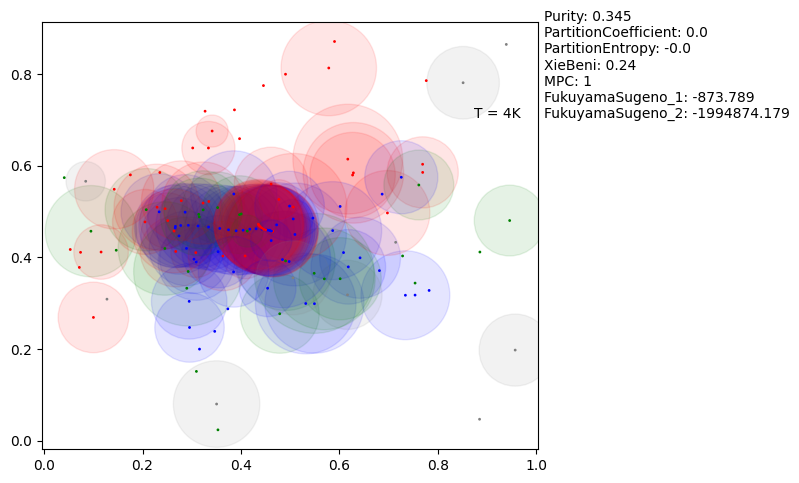 Purity: 0.345
PartitionCoefficient: 0.0
PartitionEntropy: -0.0
XieBeni: 0.24
MPC: 1
FukuyamaSugeno_1: -873.789
FukuyamaSugeno_2: -1994874.179
T = 4K
0.8
0.6
0.4
0.2
0.0
0.0 0.2 0.4 0.6 0.8 1.0